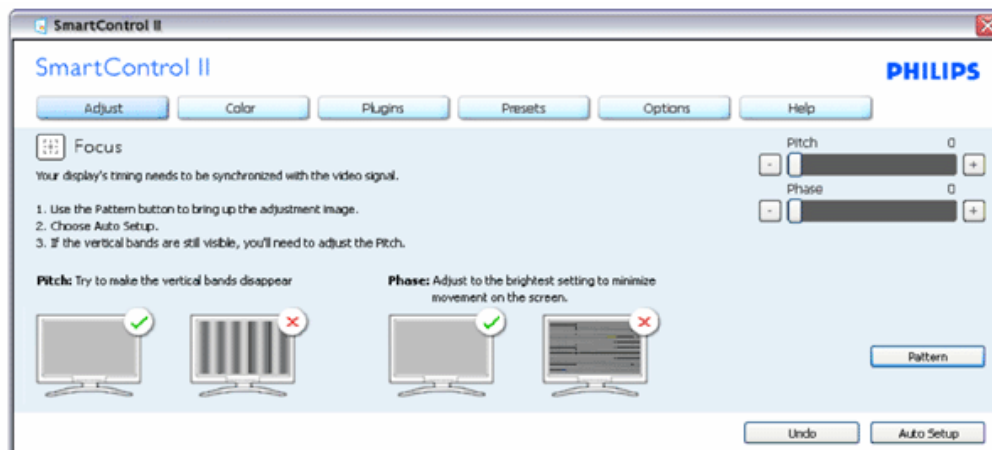 SmartControl II
SmartControl II
PHILIPS
Adjust Color Plugins Presets Options Help
Focus
Pitch 0
- +
Phase 0
- +
Your display's timing needs to be synchronized with the video signal.
1. Use the Pattern button to bring up the adjustment image.
2. Choose Auto Setup.
3. If the vertical bands are still visible, you'll need to adjust the Pitch.
Pitch: Try to make the vertical bands disappear
Phase: Adjust to the brightest setting to minimize
movement on the screen.
Pattern
Undo Auto Setup